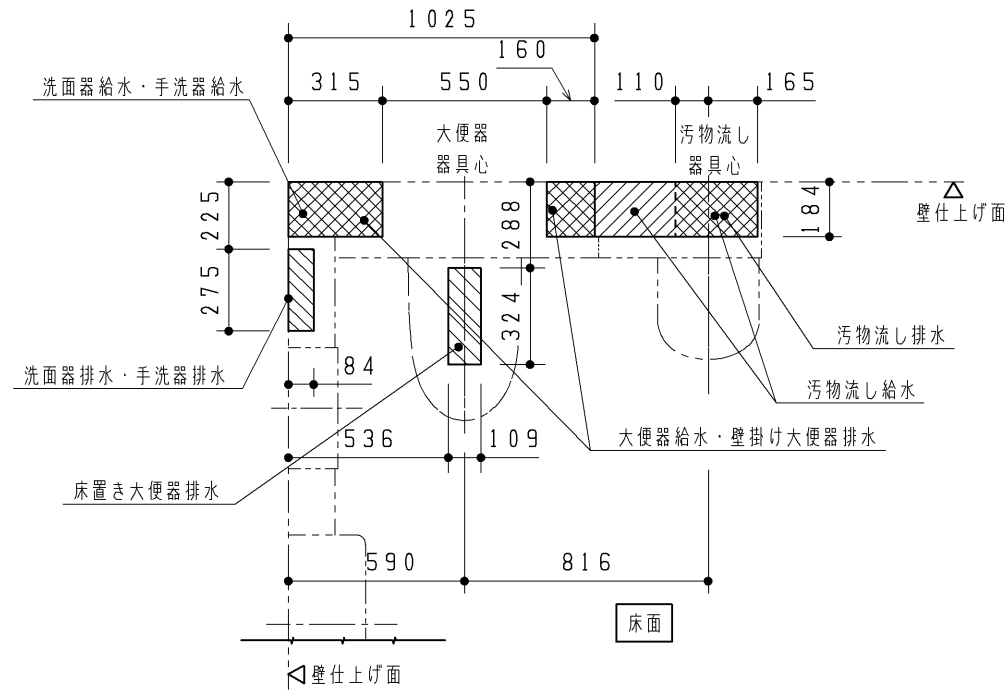 1025
160
315
550
110
165
洗面器給水・手洗器給水
大便器
器具心
汚物流し
器具心
225
288
184
壁仕上げ面
275
324
汚物流し排水
洗面器排水・手洗器排水
84
汚物流し給水
536
109
大便器給水・壁掛け大便器排水
床置き大便器排水
590
816
床面
壁仕上げ面